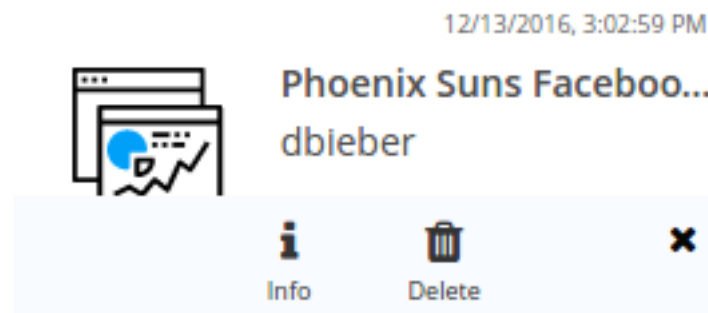 12/13/2016, 3:02:59 PM
Phoenix Suns Faceboo...
dbieber
Info
Delete